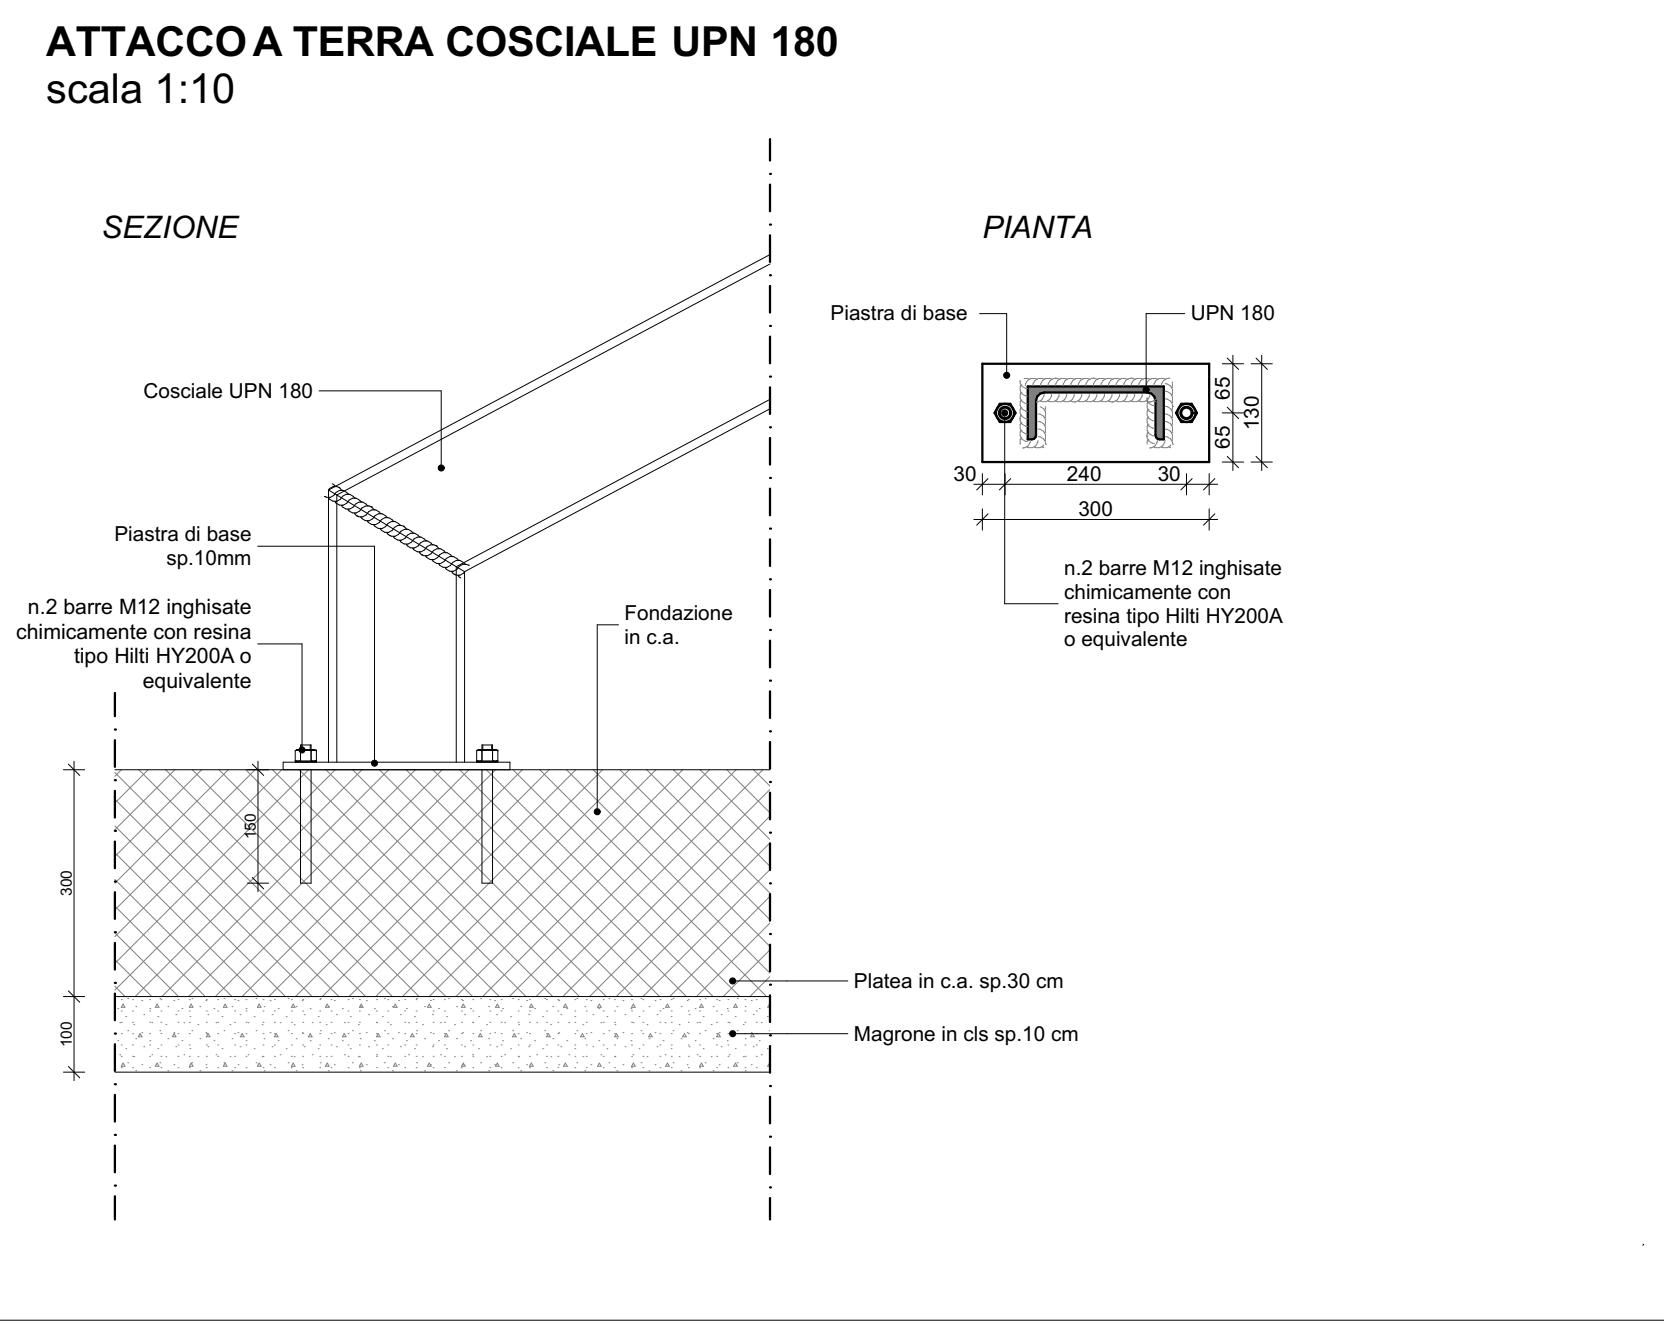 ATTACCO A TERRA COSCIALE UPN 180
scala 1:10
SEZIONE
Cosciale UPN 180
Piastra di base
sp.10mm
n.2 barre M12 inghisate
chimicamente con resina
tipo Hilti HY200A o
equivalente
Fondazione
in c.a.
150
300
100
Platea in c.a. sp.30 cm
Magrone in cls sp.10 cm
PIANTA
Piastra di base
UPN 180
65
65
130
30
240
30
300
n.2 barre M12 inghisate
chimicamente con
resina tipo Hilti HY200A
o equivalente